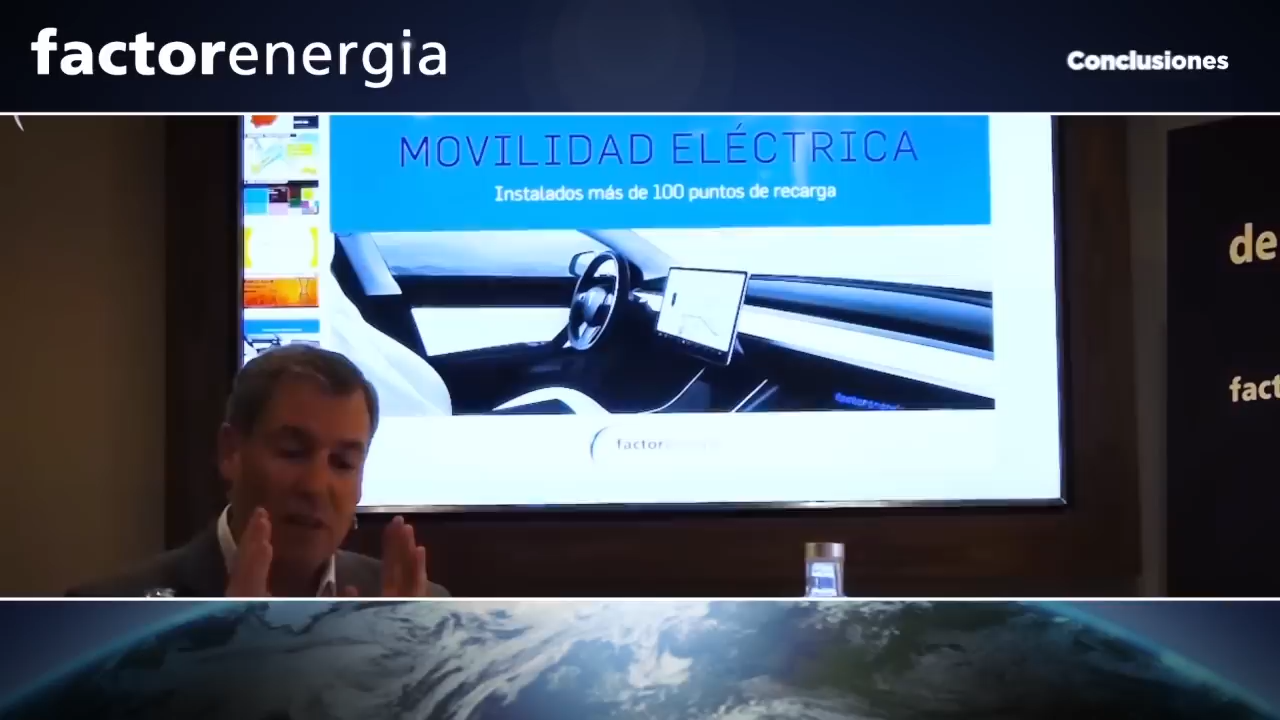 factorenergia
Conclusiones
MOVILIDAD ELÉCTRICA
Instalados más de 100 puntos de recarga
factorenergia
de
fact